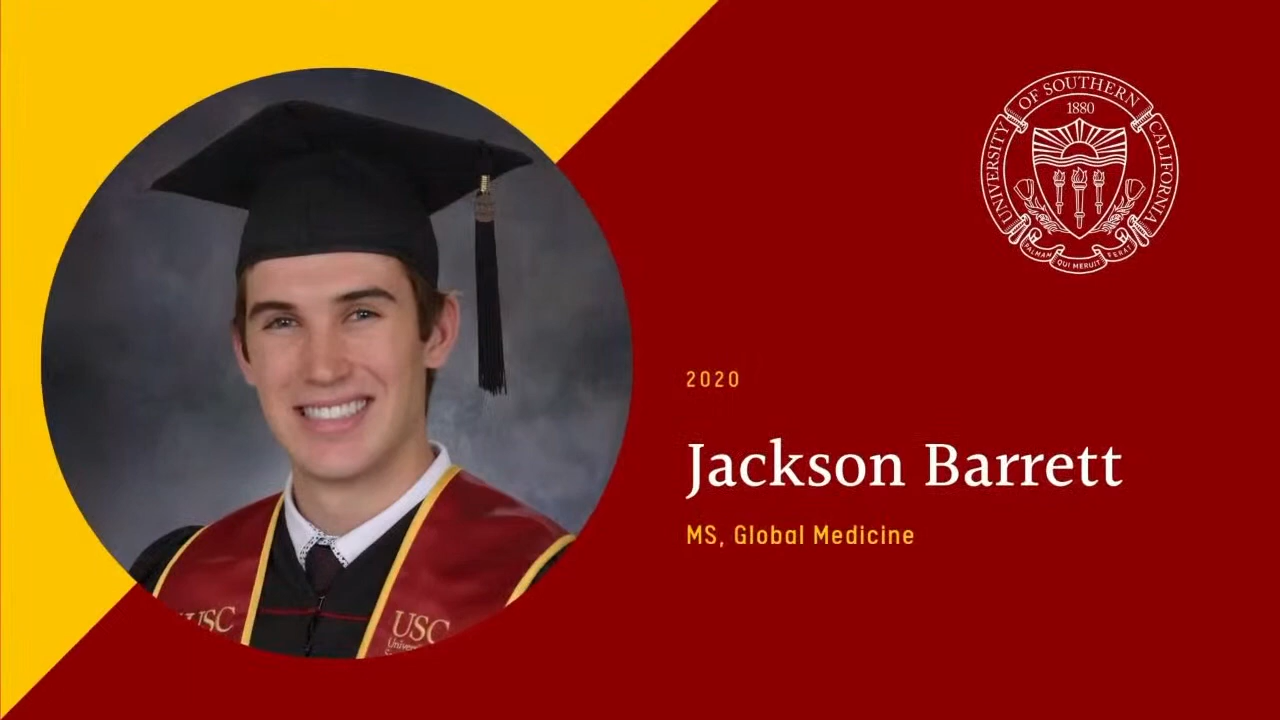 UNIVERSITY OF SOUTHERN CALIFORNIA
1880
PALMAM QUI MERUIT FERAT
2020
Jackson Barrett
MS, Global Medicine
USC
USC